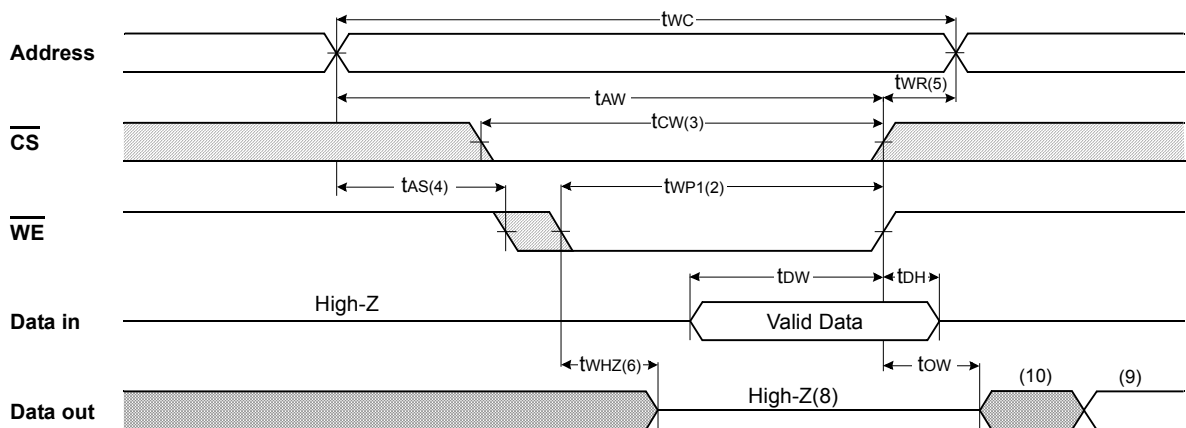 tWC
Address
tWR(5)
tAW
tCW(3)
CS
tAS(4)
tWP1(2)
WE
tDW
tDH
High-Z
Data in
Valid Data
tWHZ(6)
tOW
(10)
(9)
High-Z(8)
Data out